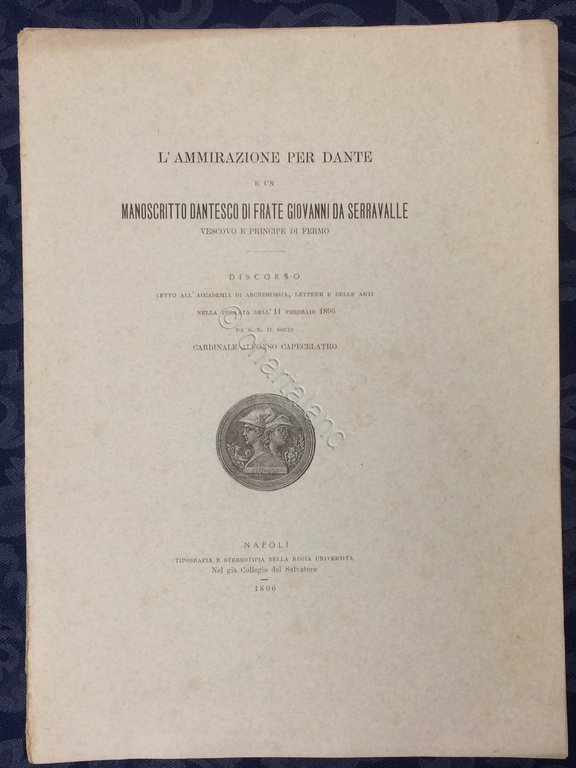 L'AMMIRAZIONE PER DANTE
E UN
MANOSCRITTO DANTESCO DI FRATE GIOVANNI DA SERRAVALLE
VESCOVO E PRINCIPE DI FERMO
DISCORSO
LETTO ALL'ACCADEMIA DI ARCHEOLOGIA, LETTERE E BELLE ARTI
NELLA TORNATA DELL'11 FEBBRAIO 1896
DA S. E. IL SOCIO
CARDINALE ALFONSO CAPECELATRO
© chartaland
NAPOLI
TIPOGRAFIA E STEREOTIPIA DELLA REGIA UNIVERSITÀ
Nel già Collegio del Salvatore
1896